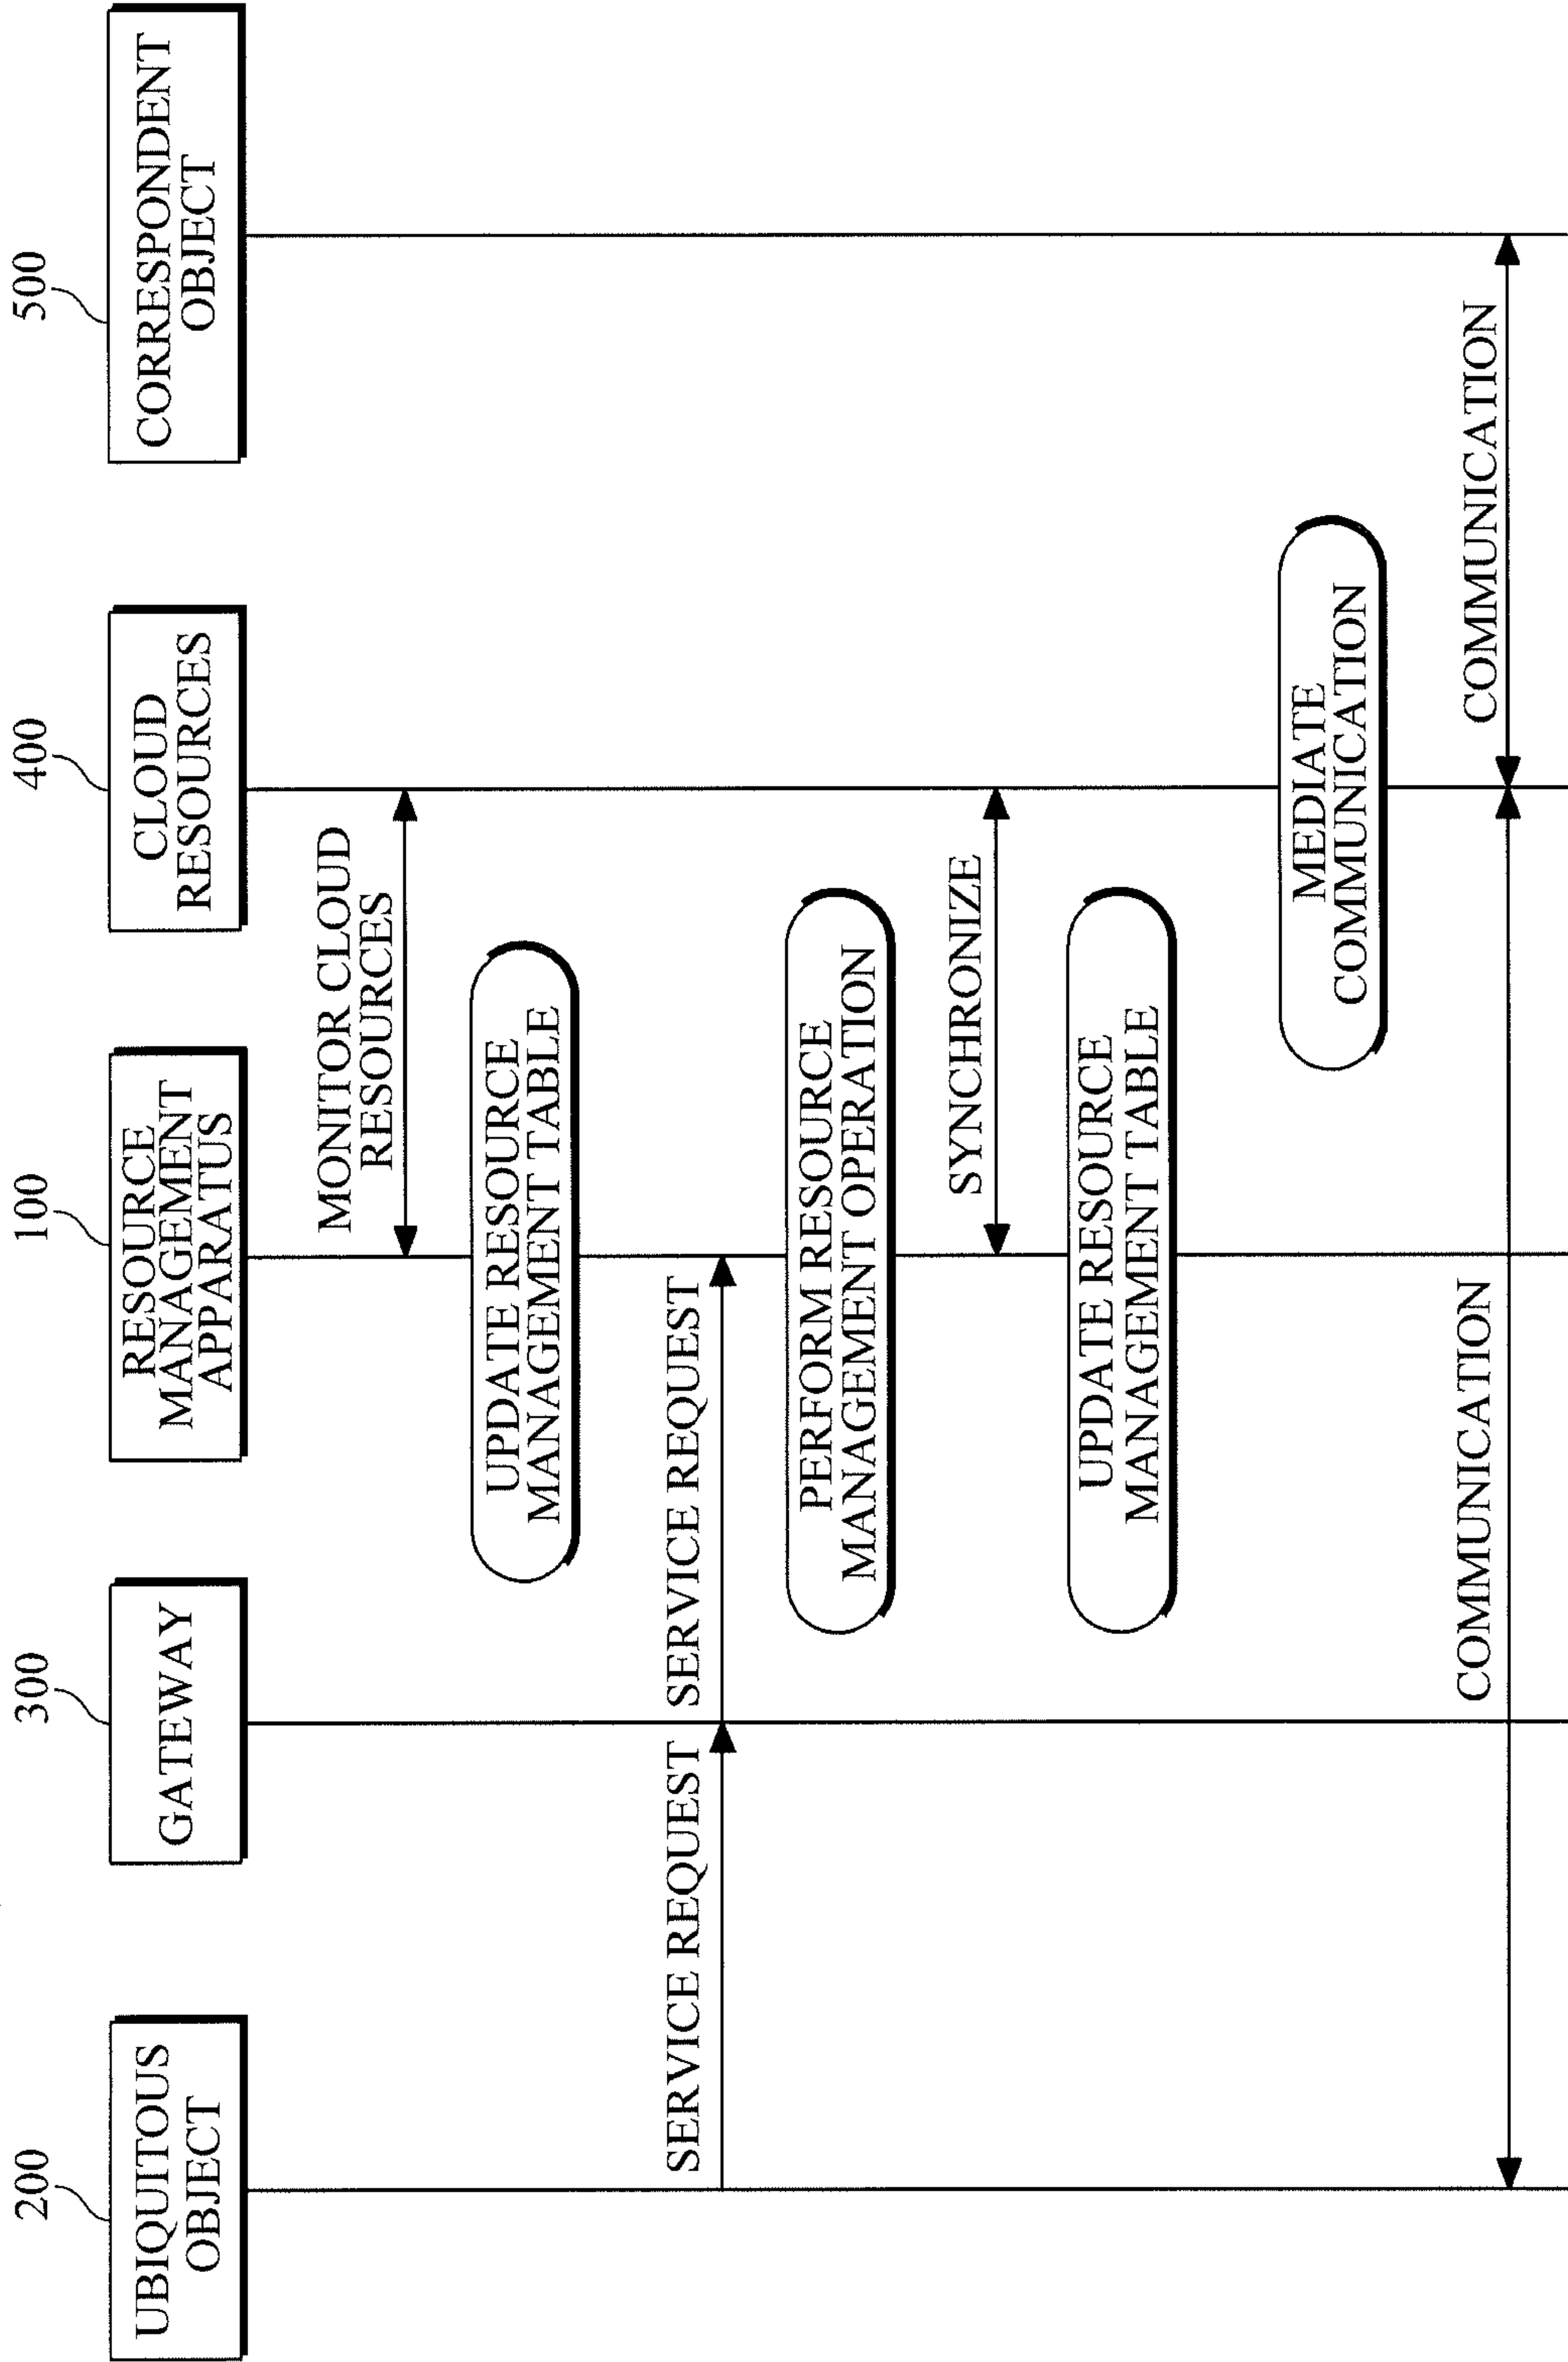 200
300
100
400
500
UBIQUITOUS
OBJECT
GATEWAY
RESOURCE
MANAGEMENT
APPARATUS
CLOUD
RESOURCES
CORRESPONDENT
OBJECT
MONITOR CLOUD
RESOURCES
UPDATE RESOURCE
MANAGEMENT TABLE
SERVICE REQUEST
SERVICE REQUEST
PERFORM RESOURCE
MANAGEMENT OPERATION
SYNCHRONIZE
UPDATE RESOURCE
MANAGEMENT TABLE
MEDIATE
COMMUNICATION
COMMUNICATION
COMMUNICATION